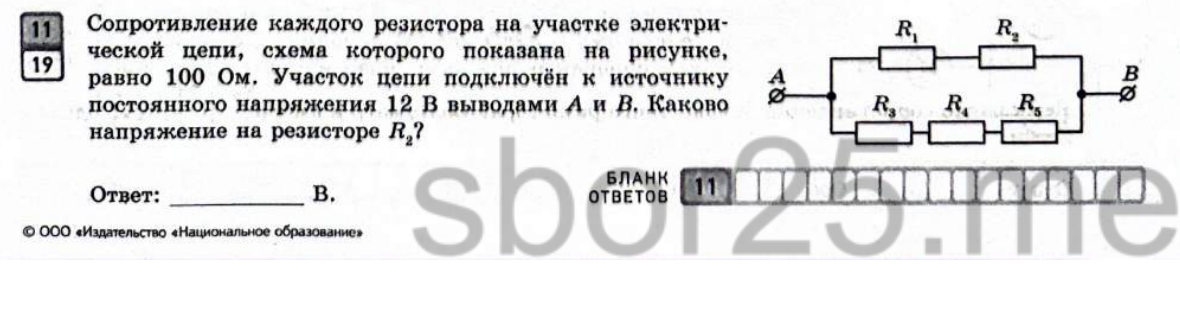 11
19
Сопротивление каждого резистора на участке электри-
ческой цепи, схема которого показана на рисунке,
равно 100 Ом. Участок цепи подключён к источнику
постоянного напряжения 12 В выводами A и B. Каково
напряжение на резисторе R₂?
R₁ R₂
A B
R₃ R₄ R₅
Ответ: ____________ В.
БЛАНК
ОТВЕТОВ
11
© ООО «Издательство «Национальное образование»
sbor25.me